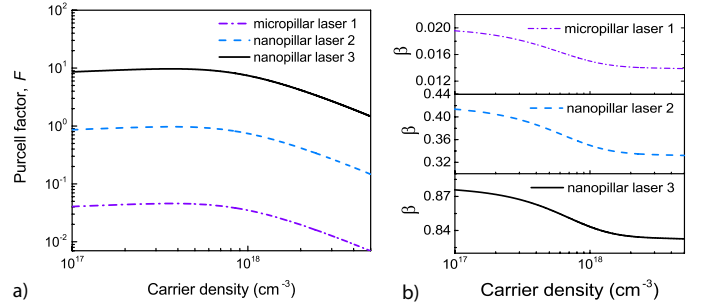 micropillar laser 1
nanopillar laser 2
nanopillar laser 3
Purcell factor, F
10²
10¹
10⁰
10⁻¹
10⁻²
10¹⁷
10¹⁸
Carrier density (cm⁻³)
a)
micropillar laser 1
β
0.020
0.016
0.012
nanopillar laser 2
β
0.44
0.40
0.36
0.32
nanopillar laser 3
β
0.87
0.84
10¹⁷
10¹⁸
Carrier density (cm⁻³)
b)